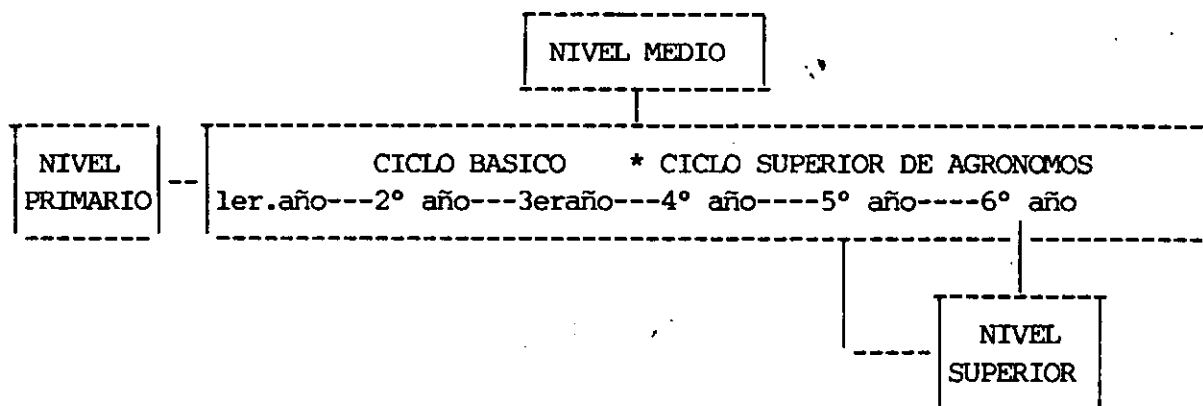 NIVEL MEDIO
NIVEL
PRIMARIO
CICLO BASICO * CICLO SUPERIOR DE AGRONOMOS
1er.año---2° año---3eraño---4° año----5° año----6° año
NIVEL
SUPERIOR